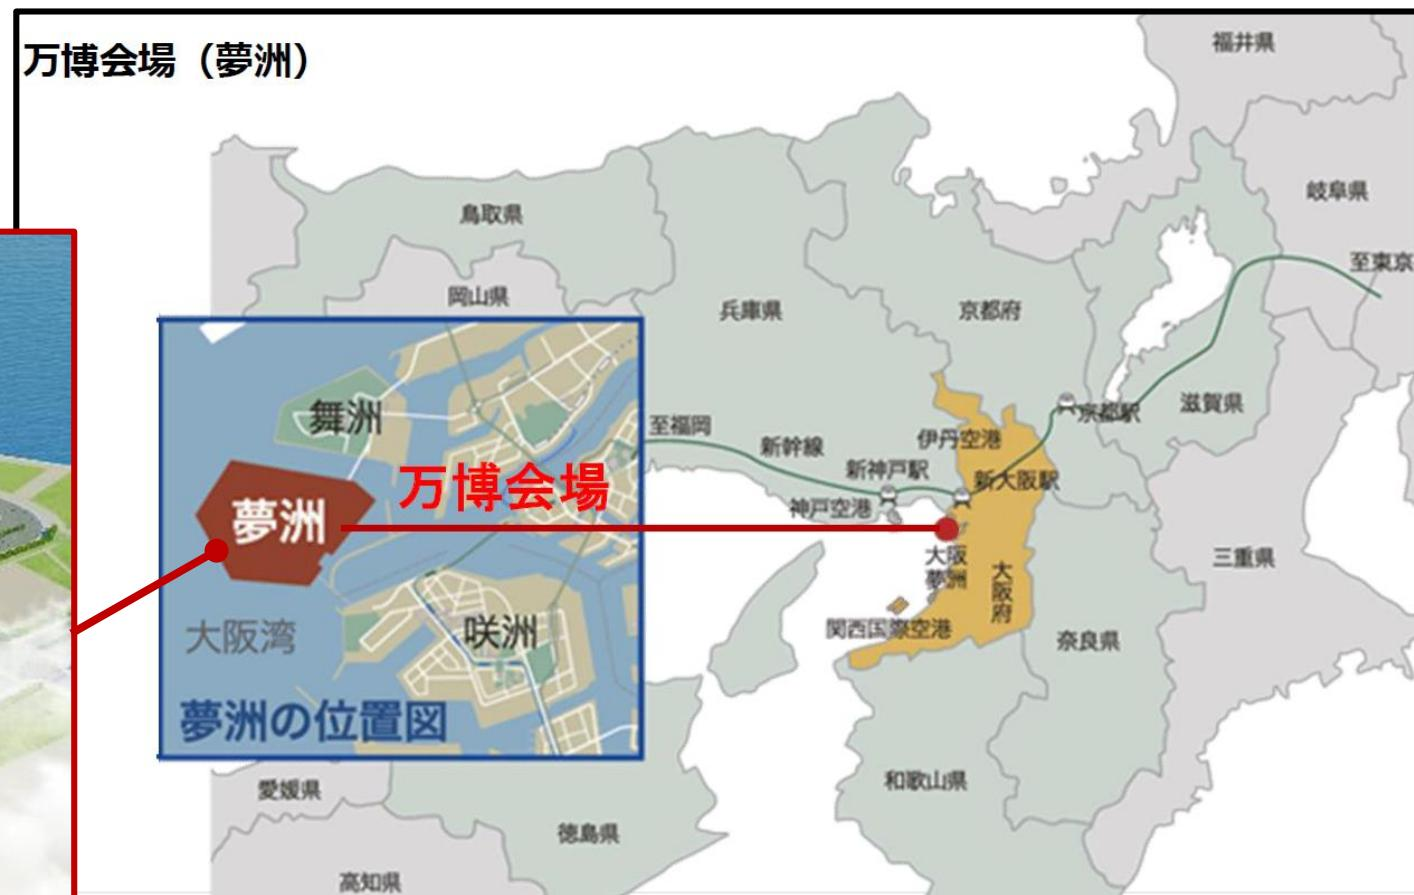 万博会場（夢洲）
福井県
岐阜県
鳥取県
至東京
岡山県
兵庫県
京都府
舞洲
滋賀県
京都駅
至福岡
新幹線
伊丹空港
新神戸駅
新大阪駅
万博会場
神戸空港
夢洲
大阪
夢洲
大阪府
三重県
大阪湾
咲洲
関西国際空港
奈良県
夢洲の位置図
愛媛県
和歌山県
徳島県
高知県